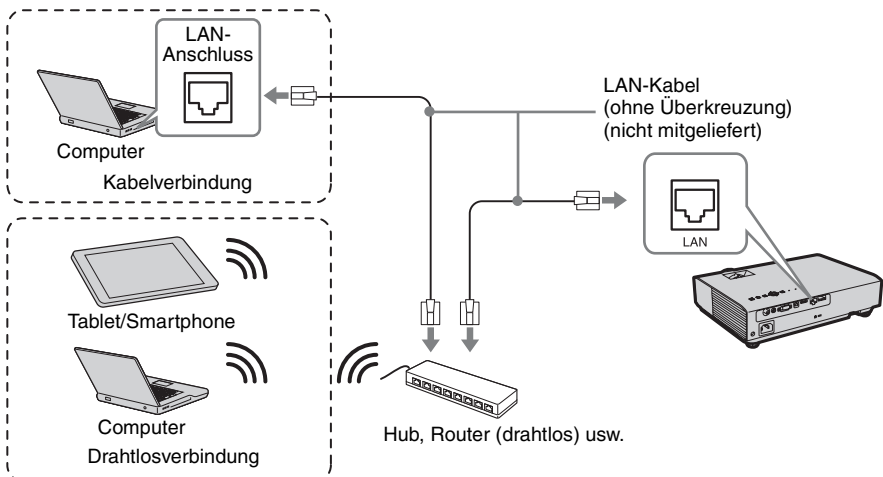 LAN-
Anschluss
Computer
Kabelverbindung
LAN-Kabel
(ohne Überkreuzung)
(nicht mitgeliefert)
LAN
Tablet/Smartphone
Computer
Drahtlosverbindung
Hub, Router (drahtlos) usw.